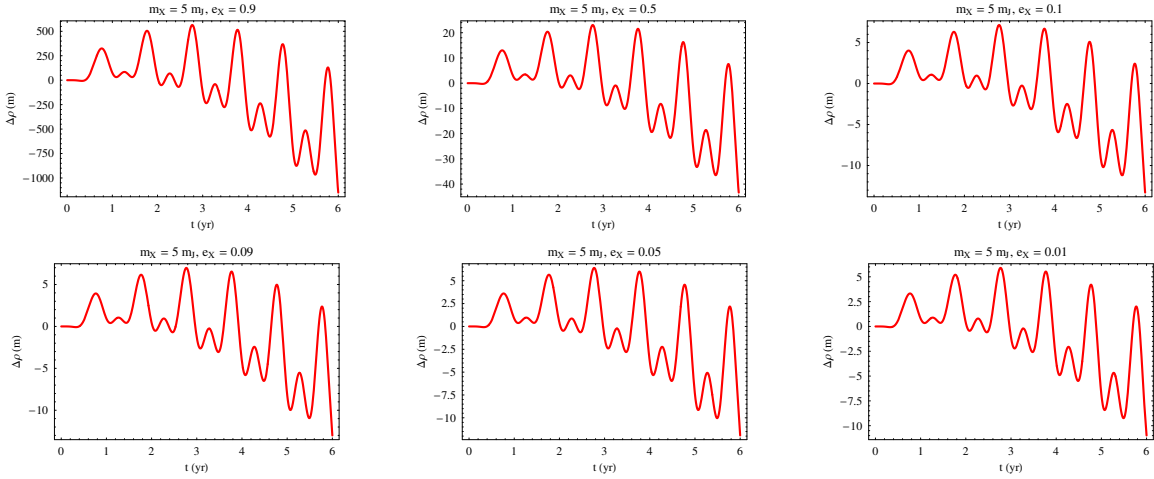 m_X = 5 m_J, e_X = 0.9
500
250
0
−250
−500
−750
−1000
Δρ (m)
0 1 2 3 4 5 6
t (yr)
m_X = 5 m_J, e_X = 0.5
20
10
0
−10
−20
−30
−40
Δρ (m)
0 1 2 3 4 5 6
t (yr)
m_X = 5 m_J, e_X = 0.1
5
0
−5
−10
Δρ (m)
0 1 2 3 4 5 6
t (yr)
m_X = 5 m_J, e_X = 0.09
5
0
−5
−10
Δρ (m)
0 1 2 3 4 5 6
t (yr)
m_X = 5 m_J, e_X = 0.05
5
2.5
0
−2.5
−5
−7.5
−10
Δρ (m)
0 1 2 3 4 5 6
t (yr)
m_X = 5 m_J, e_X = 0.01
5
2.5
0
−2.5
−5
−7.5
−10
Δρ (m)
0 1 2 3 4 5 6
t (yr)